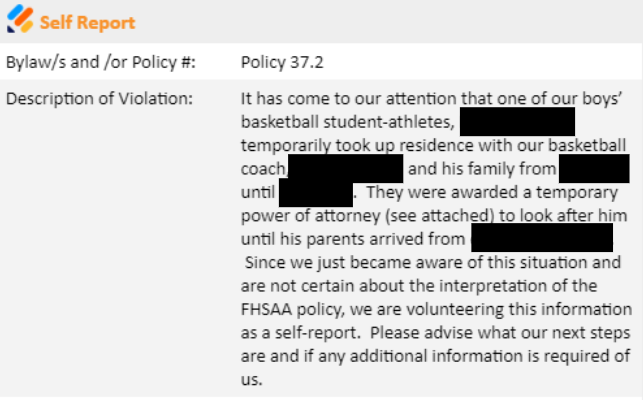 Self Report
Bylaw/s and /or Policy #: Policy 37.2
Description of Violation: It has come to our attention that one of our boys'
basketball student-athletes,
temporarily took up residence with our basketball
coach, and his family from
until . They were awarded a temporary
power of attorney (see attached) to look after him
until his parents arrived from
Since we just became aware of this situation and
are not certain about the interpretation of the
FHSAA policy, we are volunteering this information
as a self-report. Please advise what our next steps
are and if any additional information is required of
us.